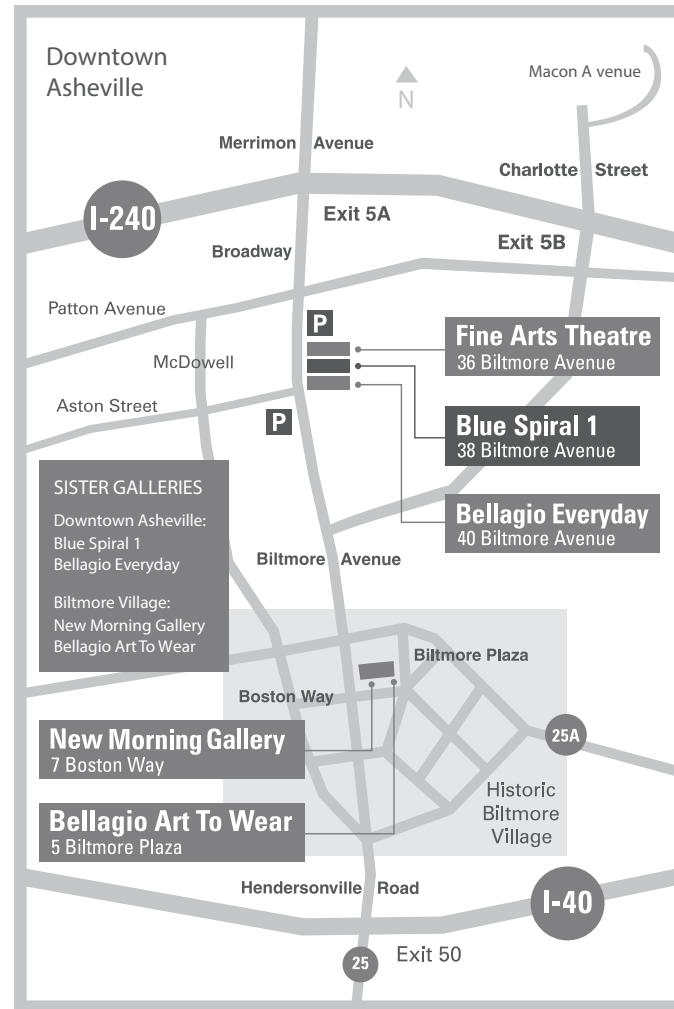 Downtown
Asheville
N
Macon A venue
Merrimon Avenue
Charlotte Street
I-240
Exit 5A
Exit 5B
Broadway
Patton Avenue
P
Fine Arts Theatre
36 Biltmore Avenue
McDowell
Aston Street
P
Blue Spiral 1
38 Biltmore Avenue
SISTER GALLERIES
Downtown Asheville:
Blue Spiral 1
Bellagio Everyday
Biltmore Village:
New Morning Gallery
Bellagio Art To Wear
Bellagio Everyday
40 Biltmore Avenue
Biltmore Avenue
Biltmore Plaza
Boston Way
New Morning Gallery
7 Boston Way
25A
Historic
Biltmore
Village
Bellagio Art To Wear
5 Biltmore Plaza
Hendersonville Road
I-40
25
Exit 50